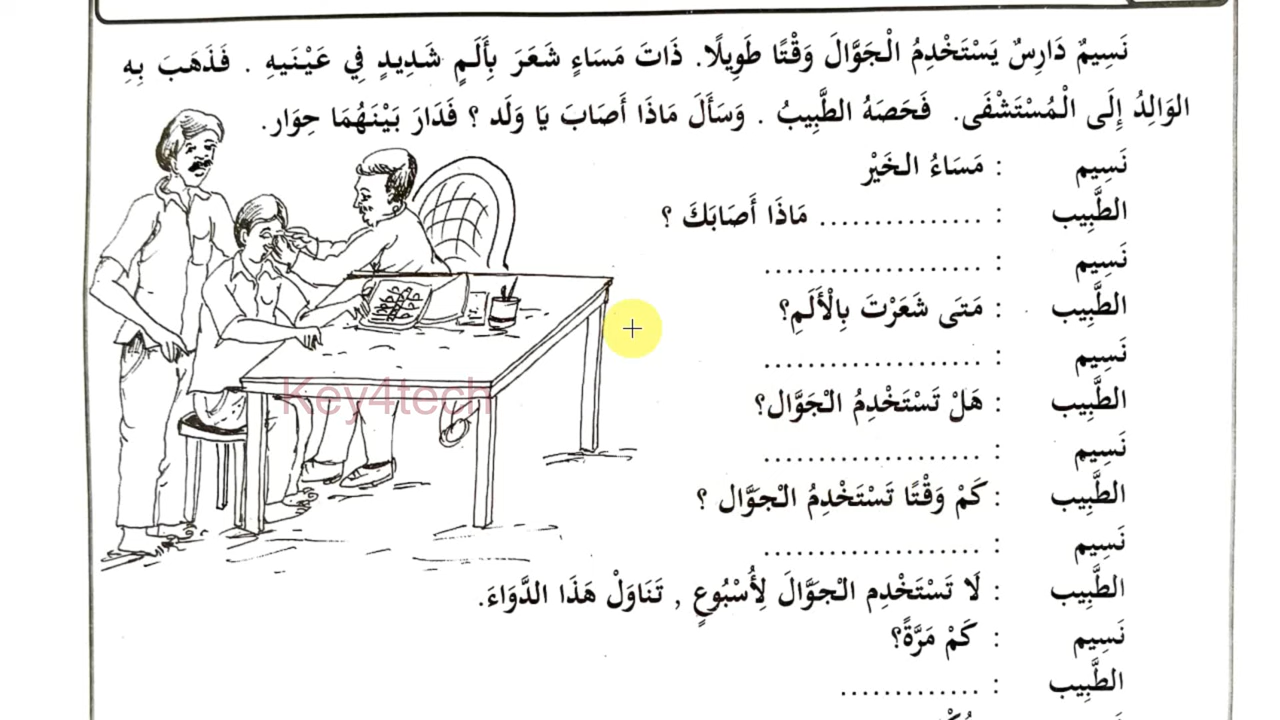 نَسِيمٌ دَارِسٌ يَسْتَخْدِمُ الْجَوَّالَ وَقْتًا طَوِيلًا. ذَاتَ مَسَاءٍ شَعَرَ بِأَلَمٍ شَدِيدٍ فِي عَيْنَيهِ . فَذَهَبَ بِهِ
الوَالِدُ إِلَى الْمُسْتَشْفَى. فَحَصَهُ الطَّبِيبُ . وَسَأَلَ مَاذَا أَصَابَ يَا وَلَد ؟ فَدَارَ بَيْنَهُمَا حِوَار.
نَسِيم : مَسَاءُ الخَيْر
الطَّبِيب : ............... مَاذَا أَصَابَكَ ؟
نَسِيم : ....................
الطَّبِيب : مَتَى شَعَرْتَ بِالْأَلَمِ؟
نَسِيم : ....................
الطَّبِيب : هَلْ تَسْتَخْدِمُ الْجَوَّال؟
نَسِيم : ....................
الطَّبِيب : كَمْ وَقْتًا تَسْتَخْدِمُ الْجَوَّال ؟
نَسِيم : ....................
الطَّبِيب : لَا تَسْتَخْدِم الْجَوَّالَ لِأُسْبُوعٍ , تَنَاوَلْ هَذَا الدَّوَاءَ.
نَسِيم : كَمْ مَرَّةً؟
الطَّبِيب : .............
Key4tech